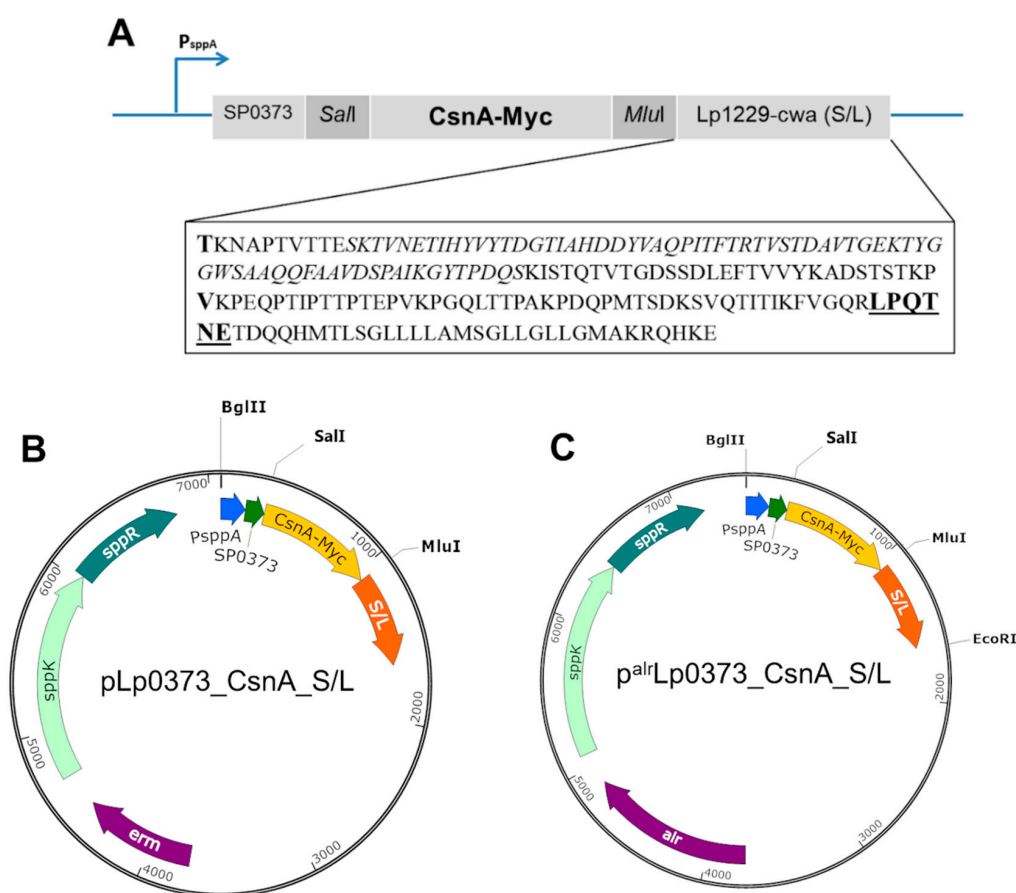 A
PsppA
SP0373
SalI
CsnA-Myc
MluI
Lp1229-cwa (S/L)
TKNAPTVTTESKTVNETIHYVYTDGTIAHDDYVAQPITFTRTVSTDAVTGEKTYG
GWSAAQQFAAVDSPAIKGYTPDQSKISTQTVTGDSSDLEFTVVYKADSTSTKP
VKPEQPTIPTTPTEPVKPGQLTTPAKPDQPMTSDKSVQTITIKFVGQRLPQT
NETDQQHMTLSGLLLLAMSGLLGLLGMAKRQHKE
B
BglII
SalI
7000
sppR
PsppA
SP0373
CsnA-Myc
1000
MluI
6000
S/L
sppK
pLp0373_CsnA_S/L
2000
5000
erm
4000
3000
C
BglII
SalI
7000
sppR
PsppA
SP0373
CsnA-Myc
1000
MluI
S/L
6000
EcoRI
sppK
palrLp0373_CsnA_S/L
2000
5000
alr
4000
3000